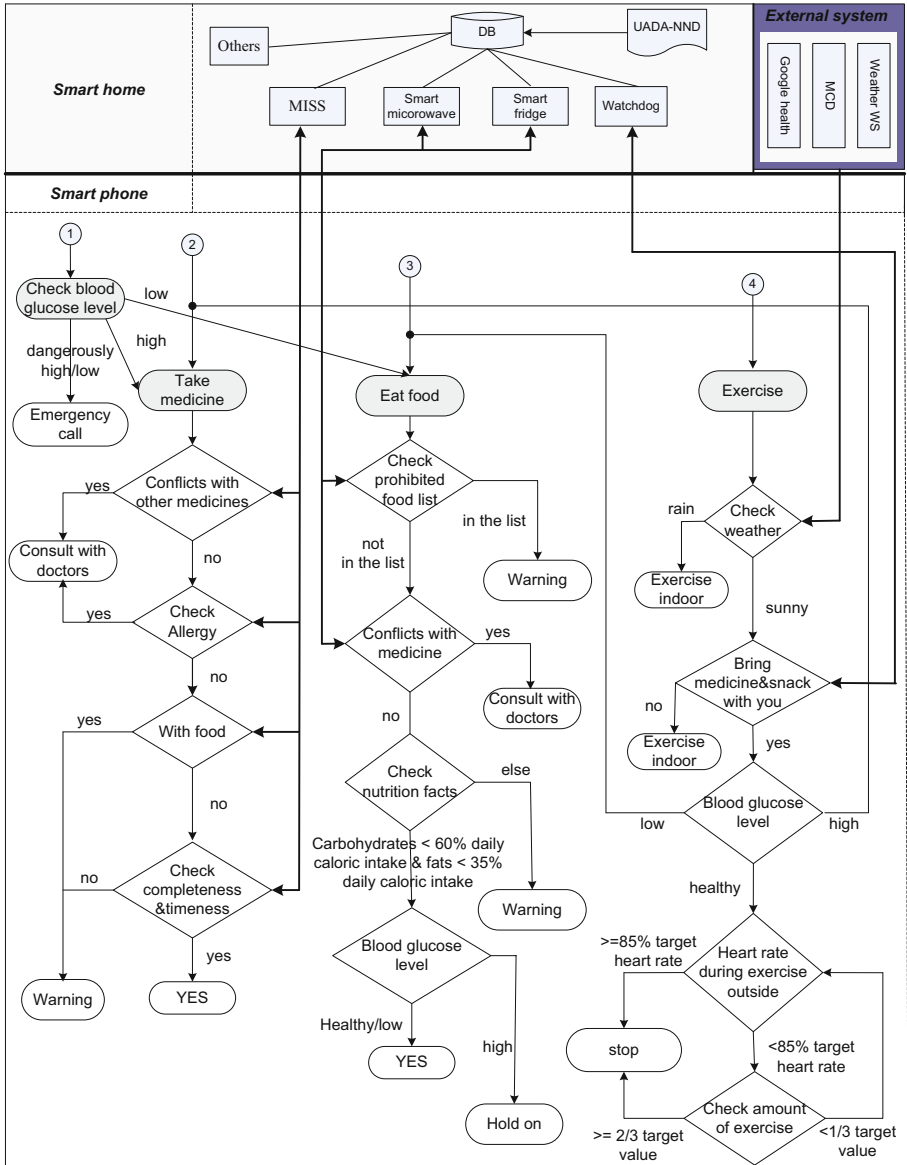 External system
DB
UADA-NND
Others
Google health
MCD
Weather WS
Smart home
MISS
Smart
micorowave
Smart
fridge
Watchdog
Smart phone
1
2
3
4
Check blood
glucose level
low
dangerously
high/low
high
Take
medicine
Eat food
Exercise
Emergency
call
Conflicts with
other medicines
yes
no
Check
prohibited
food list
in the list
not
in the list
Warning
rain
Check
weather
Exercise
indoor
sunny
Consult with
doctors
yes
Check
Allergy
no
Conflicts with
medicine
yes
Consult with
doctors
no
Bring
medicine&snack
with you
no
Exercise
indoor
yes
yes
With food
no
Check
nutrition facts
else
Blood glucose
level
low
high
Carbohydrates < 60% daily
caloric intake & fats < 35%
daily caloric intake
Warning
healthy
no
Check
completeness
&timeness
yes
Warning
YES
Blood glucose
level
Healthy/low
YES
high
Hold on
>=85% target
heart rate
Heart rate
during exercise
outside
stop
<85% target
heart rate
Check amount
of exercise
>= 2/3 target
value
<1/3 target
value